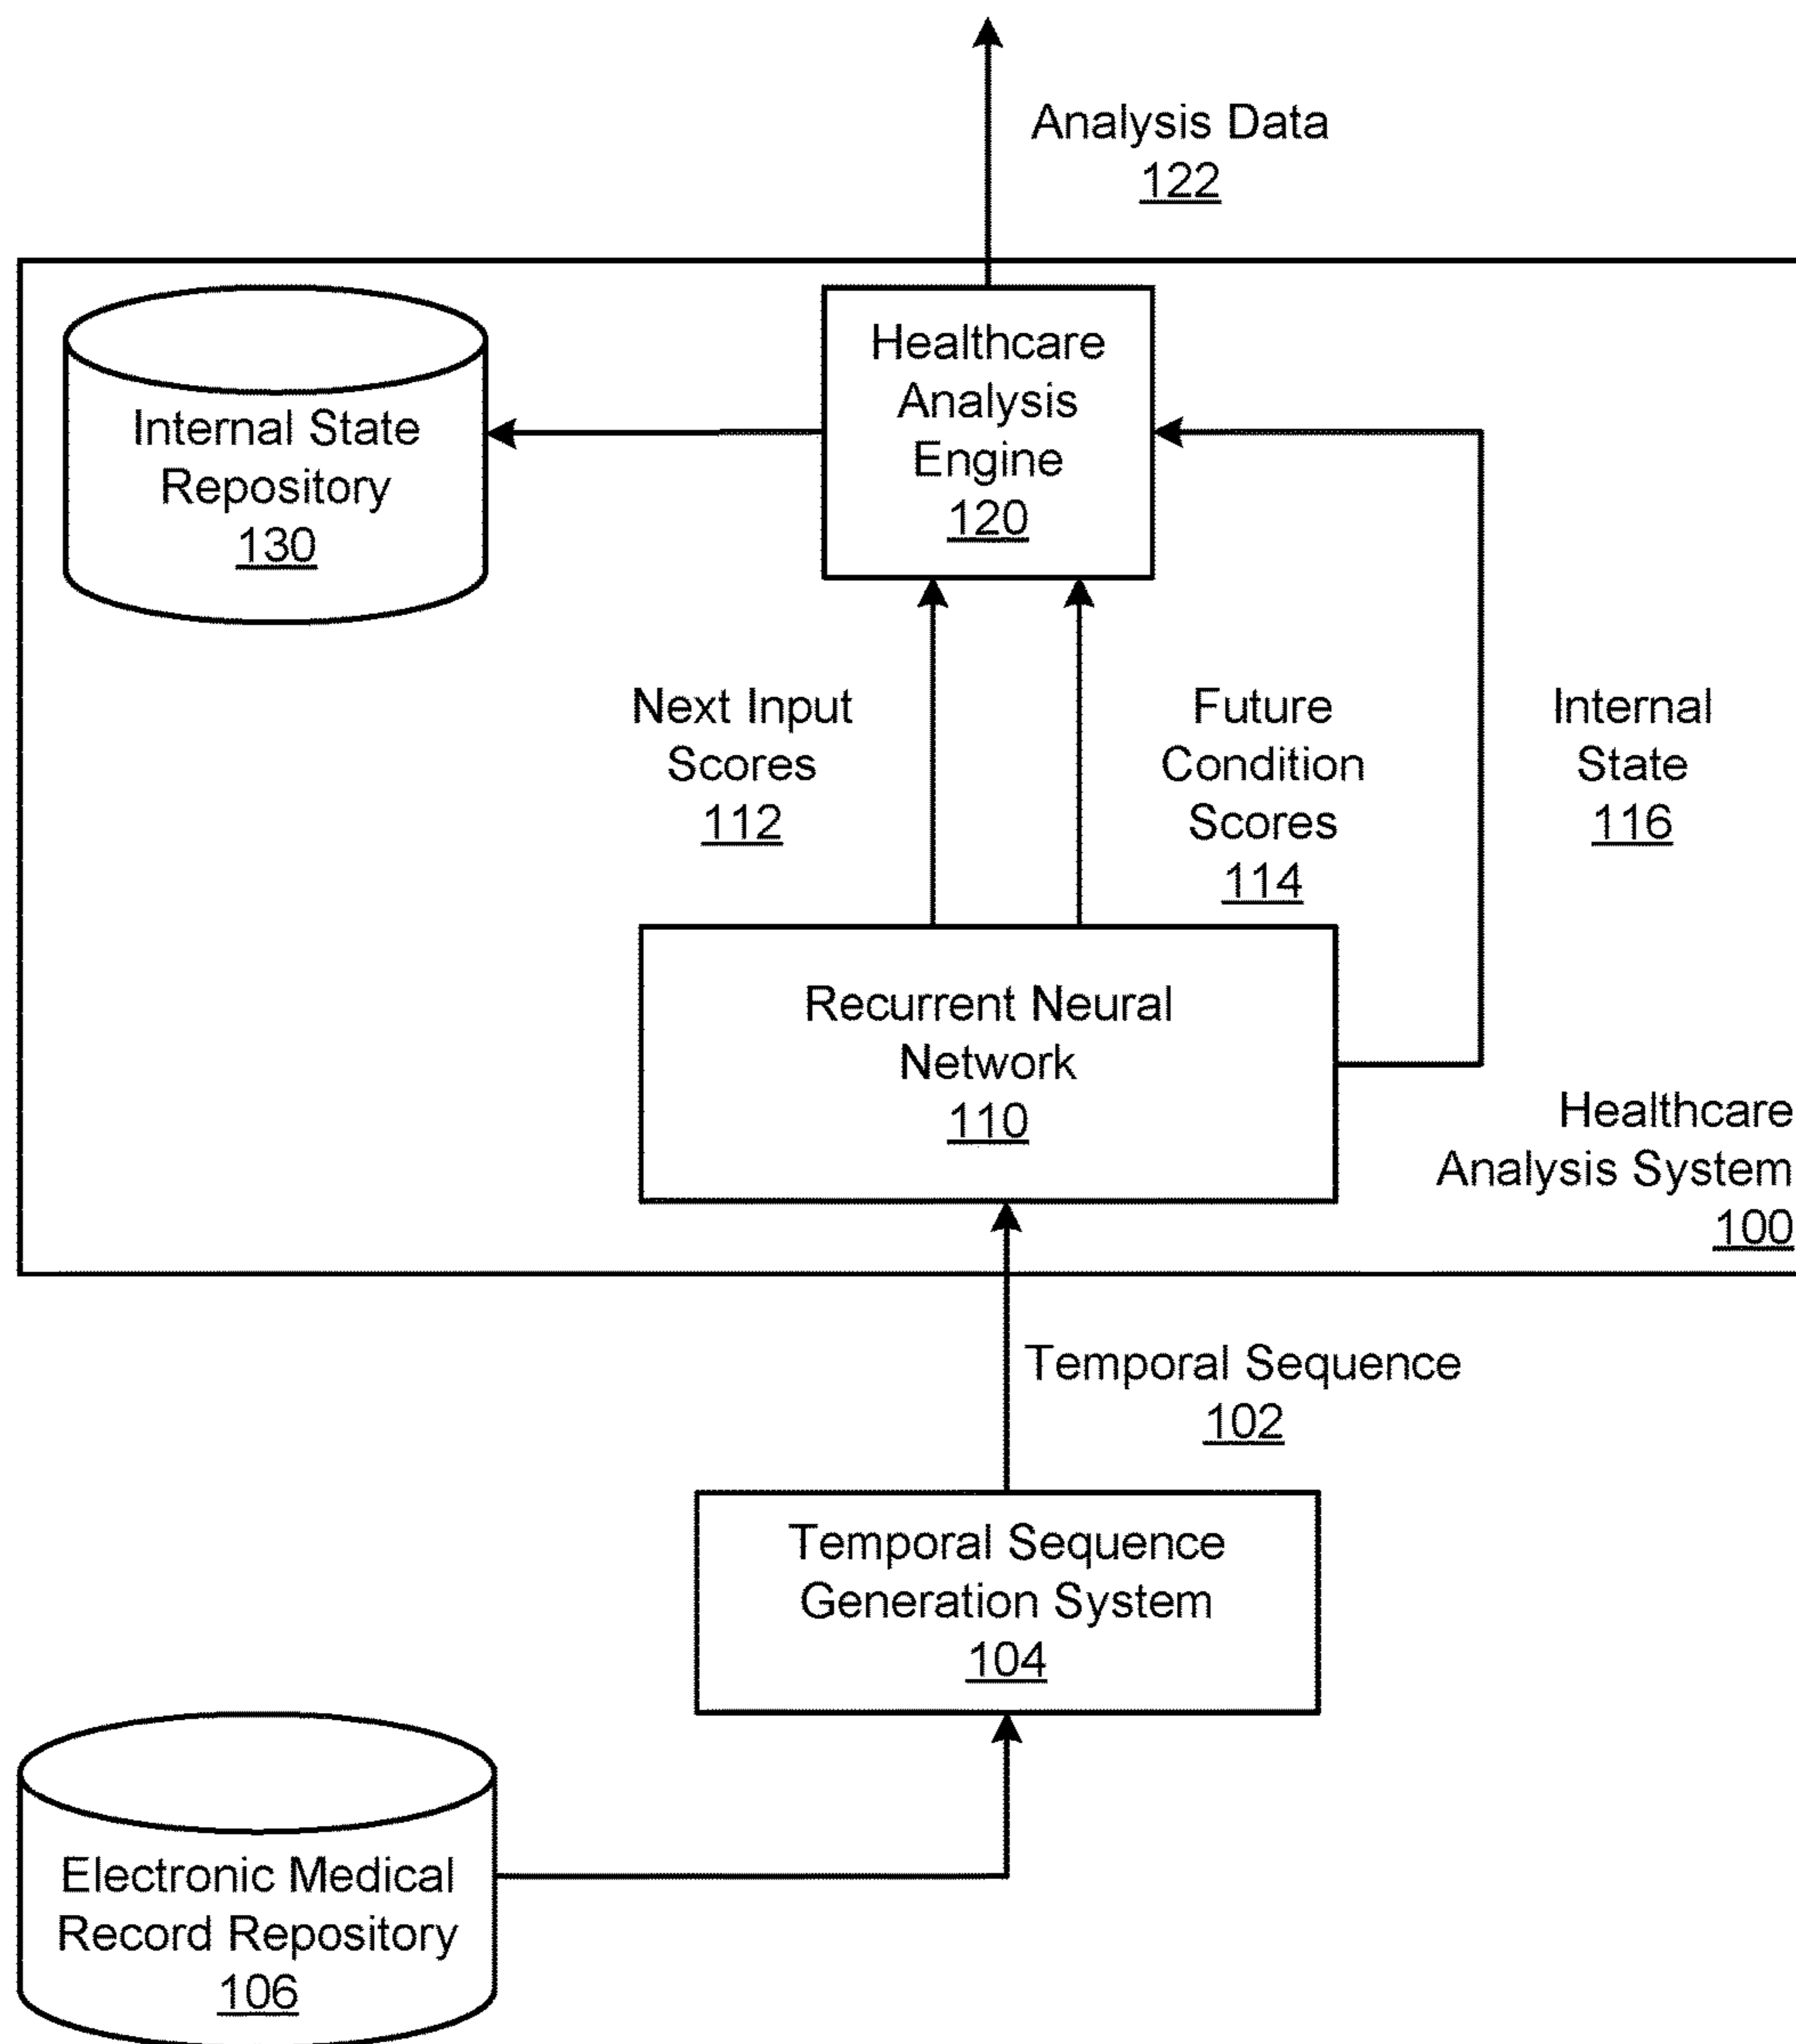 Analysis Data
122
Internal State
Repository
130
Healthcare
Analysis
Engine
120
Next Input
Scores
112
Future
Condition
Scores
114
Internal
State
116
Recurrent Neural
Network
110
Healthcare
Analysis System
100
Temporal Sequence
102
Temporal Sequence
Generation System
104
Electronic Medical
Record Repository
106